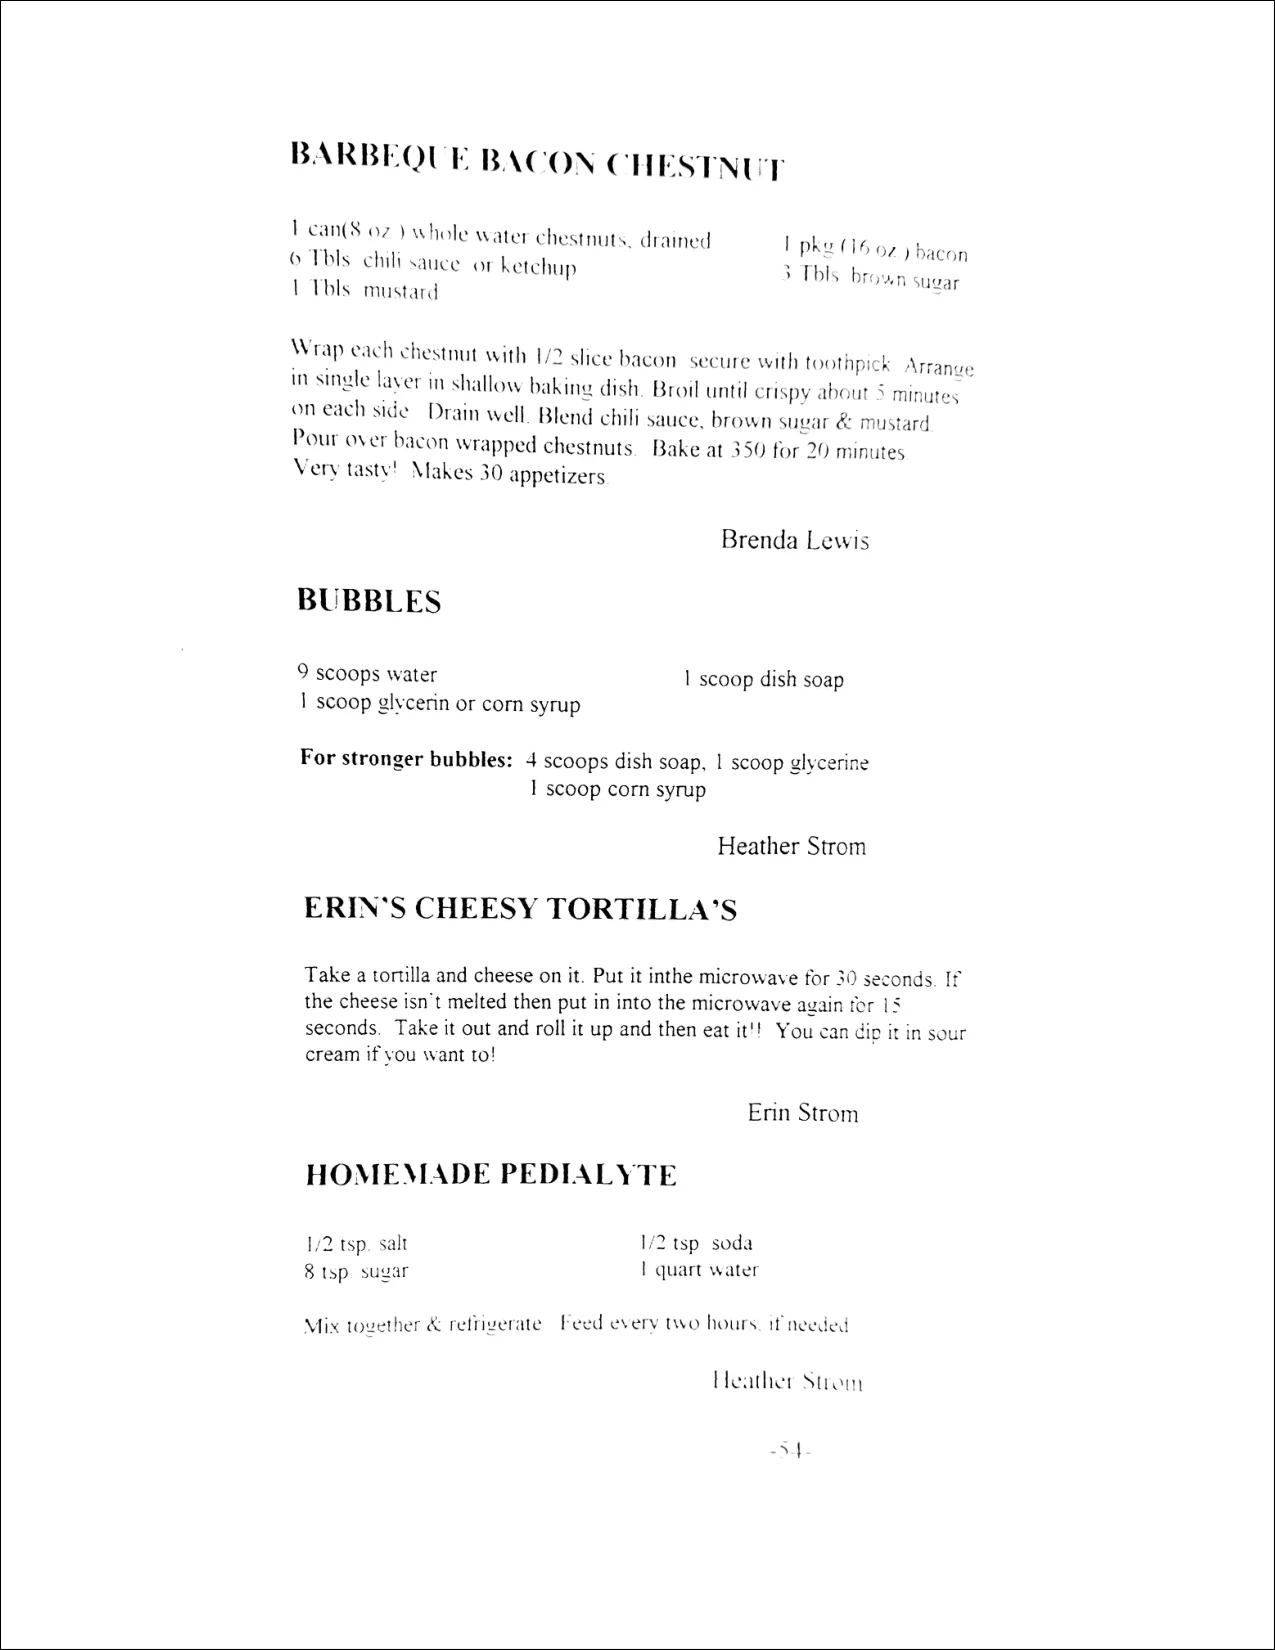 BARBEQUE BACON CHESTNUT
1 can(8 oz.) whole water chestnuts, drained 1 pkg (16 oz.) bacon
6 Tbls. chili sauce or ketchup 3 Tbls. brown sugar
1 Tbls. mustard
Wrap each chestnut with 1/2 slice bacon secure with toothpick. Arrange
in single layer in shallow baking dish. Broil until crispy about 5 minutes
on each side. Drain well. Blend chili sauce, brown sugar & mustard.
Pour over bacon wrapped chestnuts. Bake at 350 for 20 minutes.
Very tasty! Makes 30 appetizers.
Brenda Lewis
BUBBLES
9 scoops water 1 scoop dish soap
1 scoop glycerin or corn syrup
For stronger bubbles: 4 scoops dish soap, 1 scoop glycerine
1 scoop corn syrup
Heather Strom
ERIN'S CHEESY TORTILLA'S
Take a tortilla and cheese on it. Put it inthe microwave for 30 seconds. If
the cheese isn't melted then put in into the microwave again for 15
seconds. Take it out and roll it up and then eat it!! You can dip it in sour
cream if you want to!
Erin Strom
HOMEMADE PEDIALYTE
1/2 tsp. salt 1/2 tsp. soda
8 tsp. sugar 1 quart water
Mix together & refrigerate. Feed every two hours, if needed.
Heather Strom
-54-